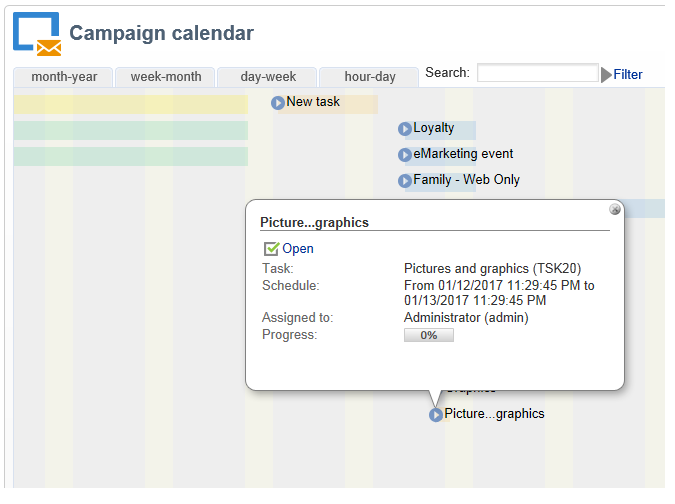 Campaign calendar
month-year week-month day-week hour-day Search: Filter
New task
Loyalty
eMarketing event
Family - Web Only
Picture...graphics
Open
Task: Pictures and graphics (TSK20)
Schedule: From 01/12/2017 11:29:45 PM to
01/13/2017 11:29:45 PM
Assigned to: Administrator (admin)
Progress: 0%
Graphics
Picture...graphics